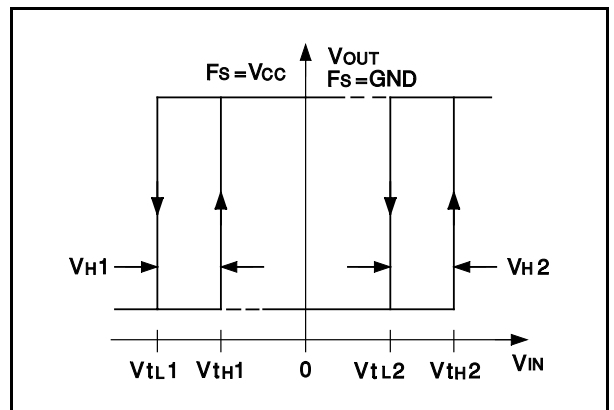 VOUT
FS=VCC
FS=GND
VH1
VH2
VtL1 VtH1 0 VtL2 VtH2
VIN